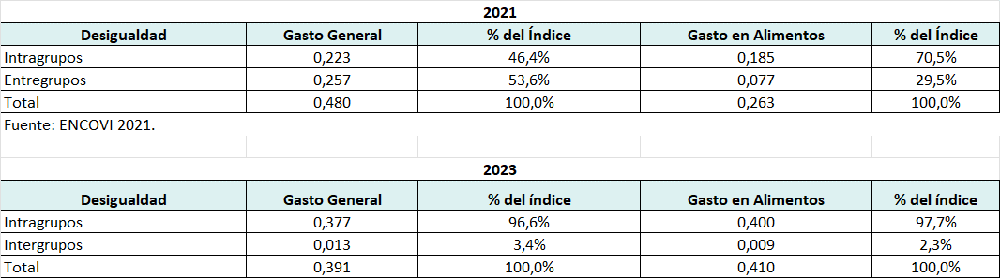 2021
Desigualdad Gasto General % del Índice Gasto en Alimentos % del Índice
Intragrupos 0,223 46,4% 0,185 70,5%
Entregrupos 0,257 53,6% 0,077 29,5%
Total 0,480 100,0% 0,263 100,0%
Fuente: ENCOVI 2021.
2023
Desigualdad Gasto General % del índice Gasto en Alimentos % del índice
Intragrupos 0,377 96,6% 0,400 97,7%
Intergrupos 0,013 3,4% 0,009 2,3%
Total 0,391 100,0% 0,410 100,0%